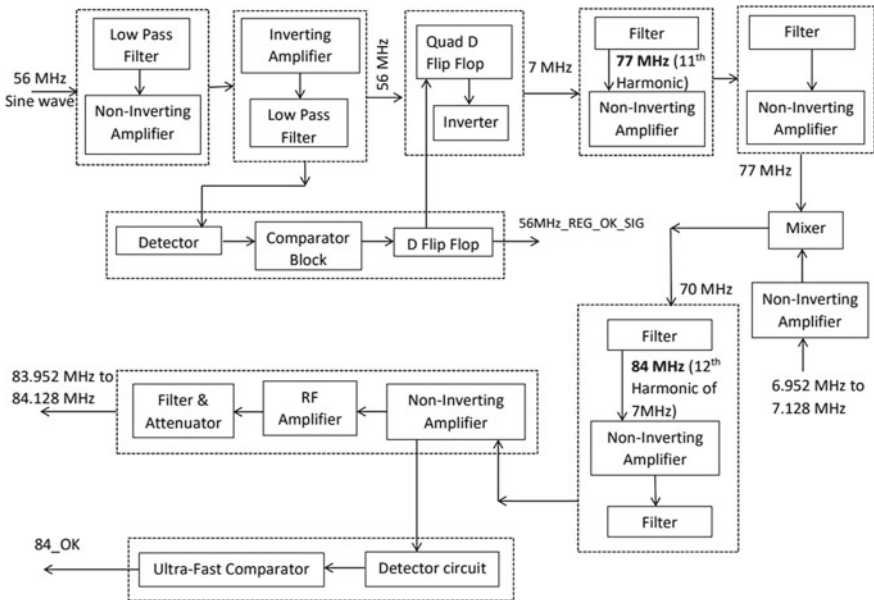 56 MHz
Sine wave
Low Pass
Filter
Non-Inverting
Amplifier
Inverting
Amplifier
Low Pass
Filter
56 MHz
Quad D
Flip Flop
Inverter
7 MHz
Filter
77 MHz (11th
Harmonic)
Non-Inverting
Amplifier
Filter
Non-Inverting
Amplifier
77 MHz
Detector
Comparator
Block
D Flip Flop
56MHz_REG_OK_SIG
Mixer
Non-Inverting
Amplifier
6.952 MHz to
7.128 MHz
70 MHz
Filter
84 MHz (12th
Harmonic of
7MHz)
Non-Inverting
Amplifier
Filter
83.952 MHz to
84.128 MHz
Filter &
Attenuator
RF
Amplifier
Non-Inverting
Amplifier
84_OK
Ultra-Fast Comparator
Detector circuit